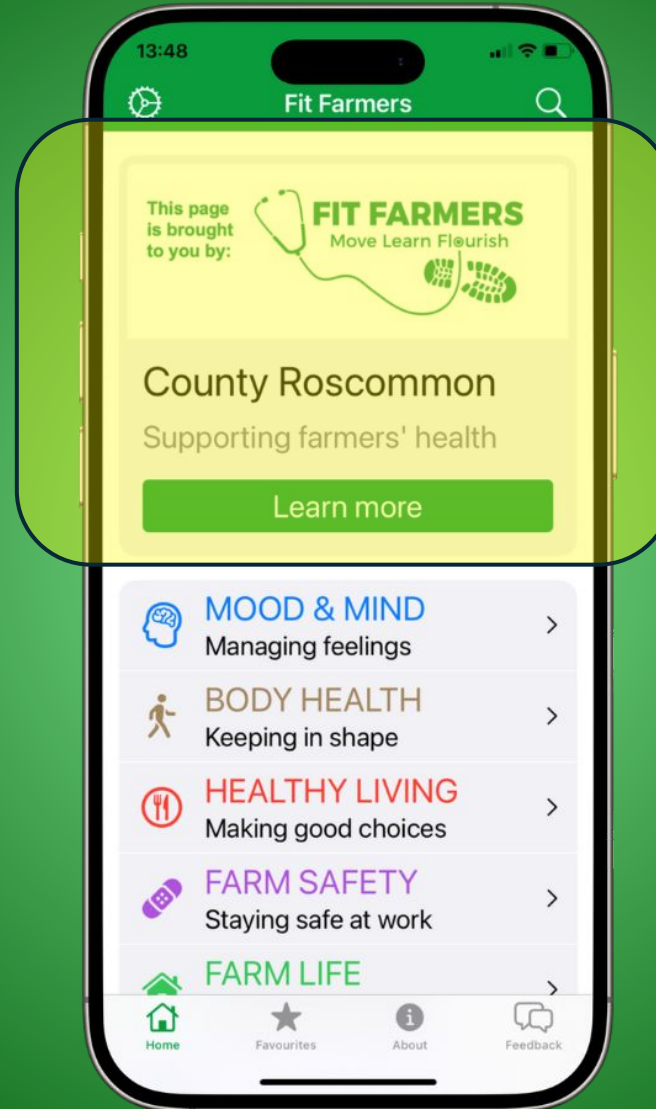 13:48
Fit Farmers
This page
is brought
to you by:
FIT FARMERS
Move Learn Flourish
County Roscommon
Supporting farmers' health
Learn more
MOOD & MIND
Managing feelings
BODY HEALTH
Keeping in shape
HEALTHY LIVING
Making good choices
FARM SAFETY
Staying safe at work
FARM LIFE
Home
Favourites
About
Feedback